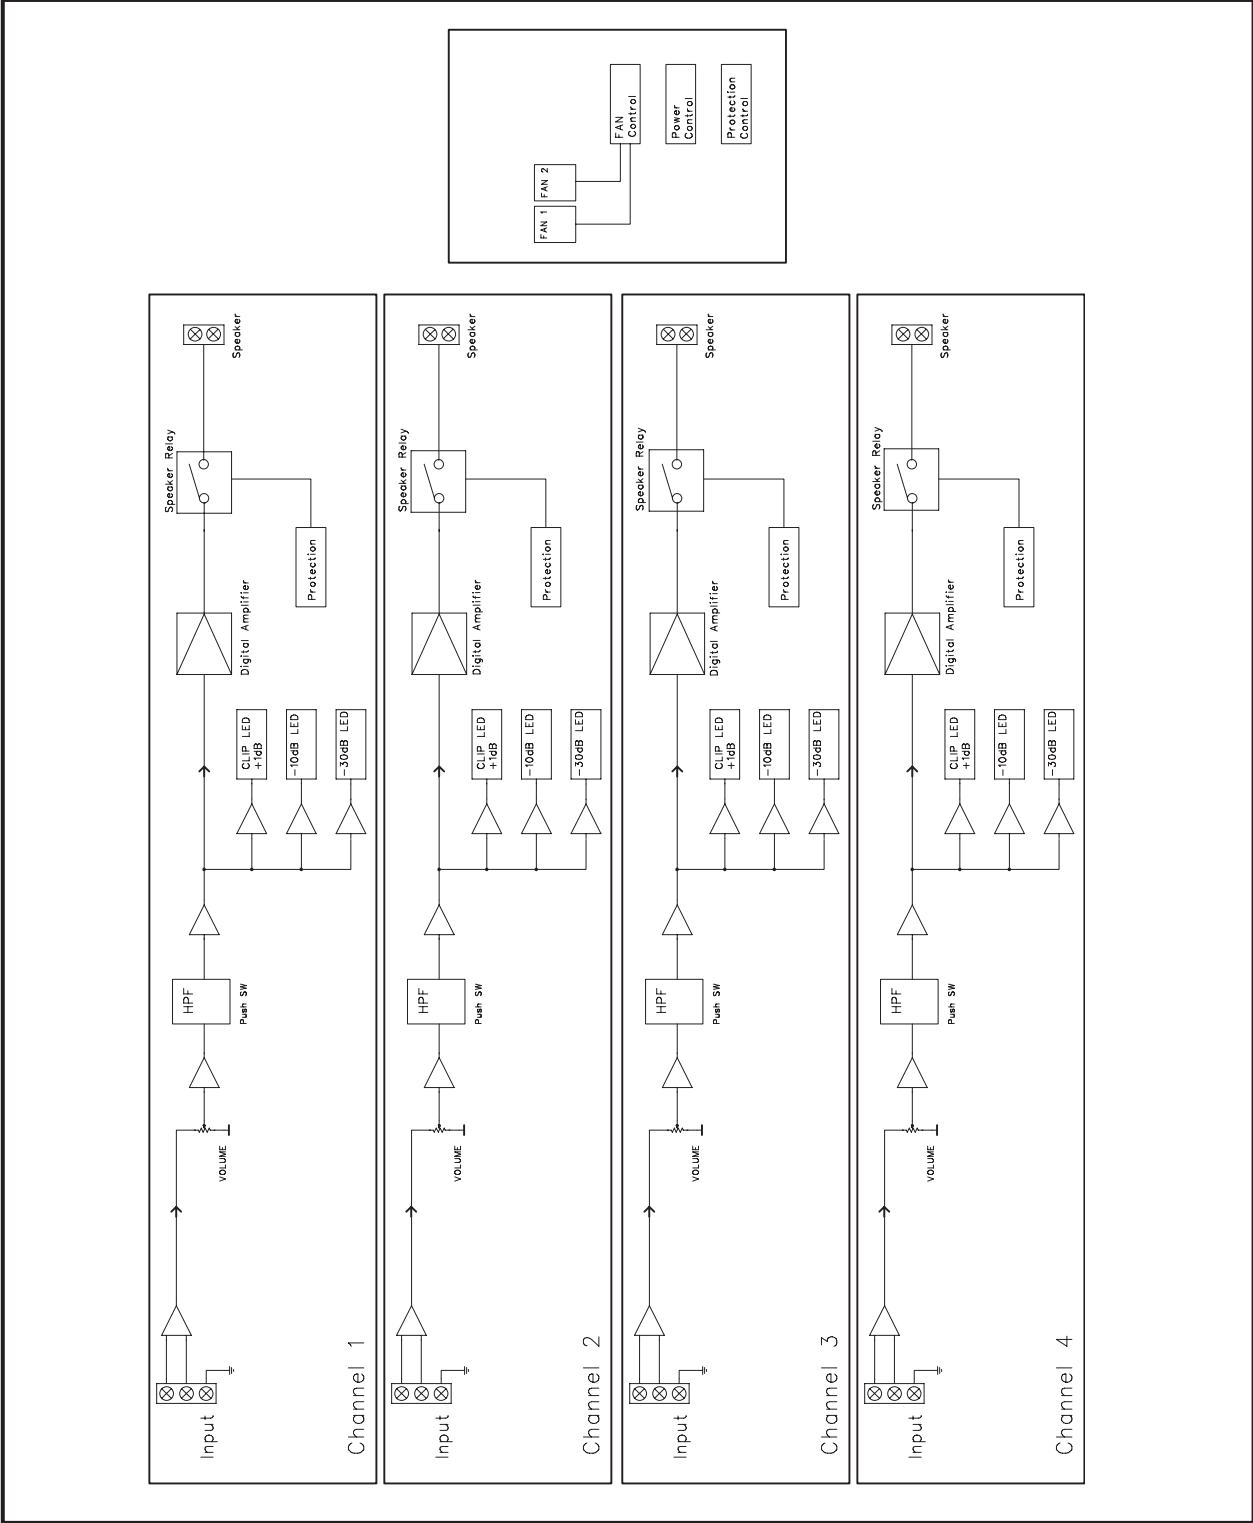 FAN 1
FAN 2
FAN
Control
Power
Control
Protection
Control
Channel 1
Input
VOLUME
HPF
Push SW
CLIP LED
+1dB
-10dB LED
-30dB LED
Digital Amplifier
Protection
Speaker Relay
Speaker
Channel 2
Input
VOLUME
HPF
Push SW
CLIP LED
+1dB
-10dB LED
-30dB LED
Digital Amplifier
Protection
Speaker Relay
Speaker
Channel 3
Input
VOLUME
HPF
Push SW
CLIP LED
+1dB
-10dB LED
-30dB LED
Digital Amplifier
Protection
Speaker Relay
Speaker
Channel 4
Input
VOLUME
HPF
Push SW
CLIP LED
+1dB
-10dB LED
-30dB LED
Digital Amplifier
Protection
Speaker Relay
Speaker